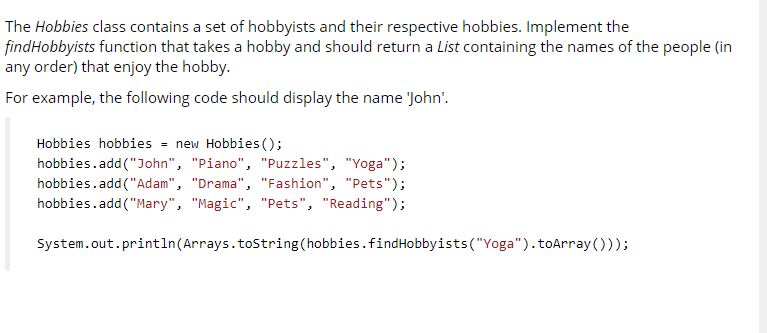 The Hobbies class contains a set of hobbyists and their respective hobbies. Implement the
findHobbyists function that takes a hobby and should return a List containing the names of the people (in
any order) that enjoy the hobby.
For example, the following code should display the name 'John'.
Hobbies hobbies = new Hobbies();
hobbies.add("John", "Piano", "Puzzles", "Yoga");
hobbies.add("Adam", "Drama", "Fashion", "Pets");
hobbies.add("Mary", "Magic", "Pets", "Reading");
System.out.println(Arrays.toString(hobbies.findHobbyists("Yoga").toArray()));